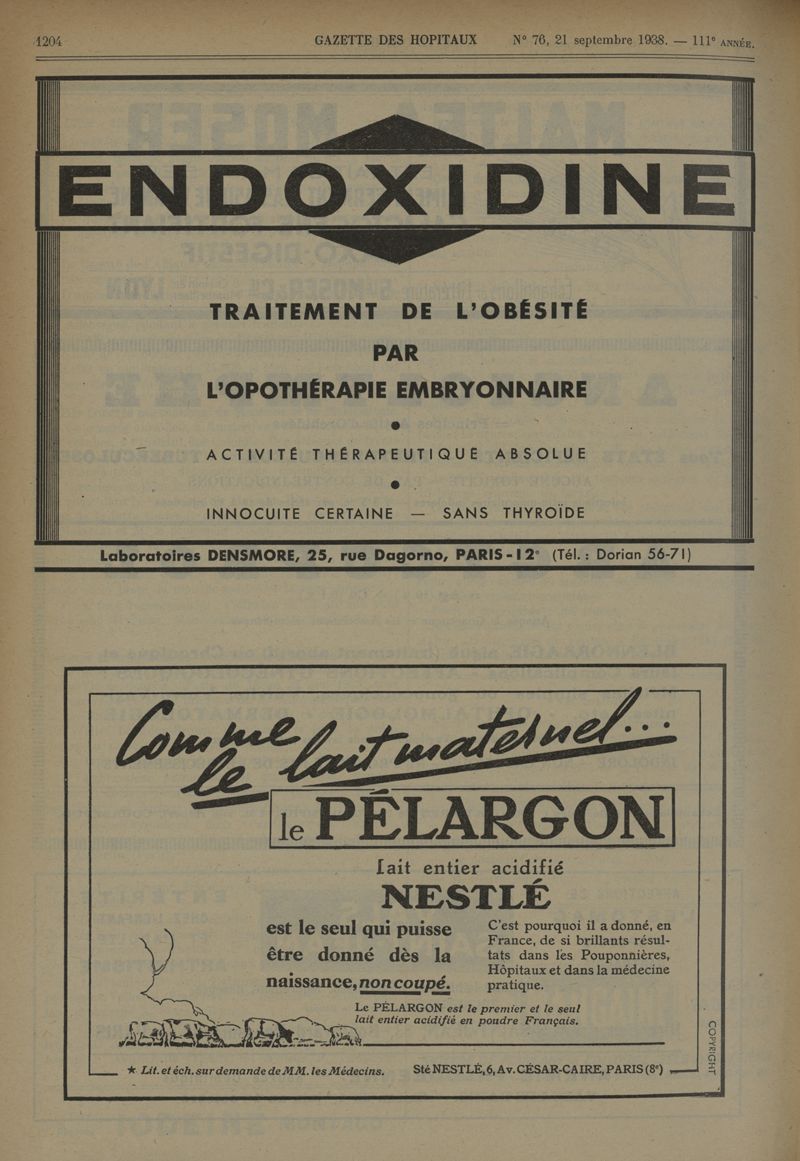 1204 GAZETTE DES HOPITAUX N° 76, 21 septembre 1938. — 111e ANNÉE.
ENDOXIDINE
TRAITEMENT DE L'OBÉSITÉ
PAR
L'OPOTHÉRAPIE EMBRYONNAIRE
ACTIVITÉ THÉRAPEUTIQUE ABSOLUE
INNOCUITE CERTAINE — SANS THYROÏDE
Laboratoires DENSMORE, 25, rue Dagorno, PARIS-12e (Tél. : Dorian 56-71)
Comme
le lait maternel...
le PÉLARGON
lait entier acidifié
NESTLÉ
est le seul qui puisse
être donné dès la
naissance, non coupé.
C'est pourquoi il a donné, en
France, de si brillants résul-
tats dans les Pouponnières,
Hôpitaux et dans la médecine
pratique.
Le PÉLARGON est le premier et le seul
lait entier acidifié en poudre Français.
★ Lit. et éch. sur demande de MM. les Médecins. Sté NESTLÉ, 6, Av. CÉSAR-CAIRE, PARIS (8e)
COPYRIGHT